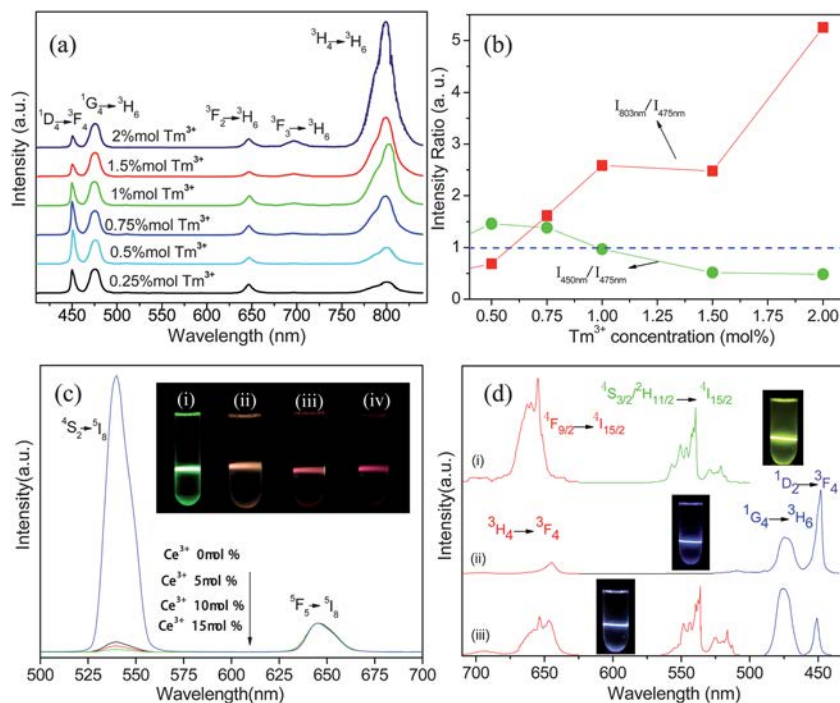 (a)
³H₄→³H₆
¹G₄→³H₆
¹D₄→³F₄
³F₂→³H₆
³F₃→³H₆
2%mol Tm³⁺
1.5%mol Tm³⁺
1%mol Tm³⁺
0.75%mol Tm³⁺
0.5%mol Tm³⁺
0.25%mol Tm³⁺
Intensity (a.u.)
450 500 550 600 650 700 750 800
Wavelength (nm)
(b)
5
4
3
2
1
0
Intensity Ratio (a. u.)
I803nm/I475nm
I450nm/I475nm
0.50 0.75 1.00 1.25 1.50 1.75 2.00
Tm³⁺ concentration (mol%)
(c)
(i) (ii) (iii) (iv)
⁴S₂→⁵I₈
Ce³⁺ 0mol %
Ce³⁺ 5mol %
Ce³⁺ 10mol %
Ce³⁺ 15mol %
⁵F₅→⁵I₈
Intensity(a.u.)
500 525 550 575 600 625 650 675 700
Wavelength(nm)
(d)
⁴S₃/₂/²H₁₁/₂→⁴I₁₅/₂
⁴F₉/₂→⁴I₁₅/₂
(i)
¹D₂→³F₄
¹G₄→³H₆
³H₄→³F₄
(ii)
(iii)
Intensity(a.u.)
700 650 600 550 500 450
Wavelength (nm)